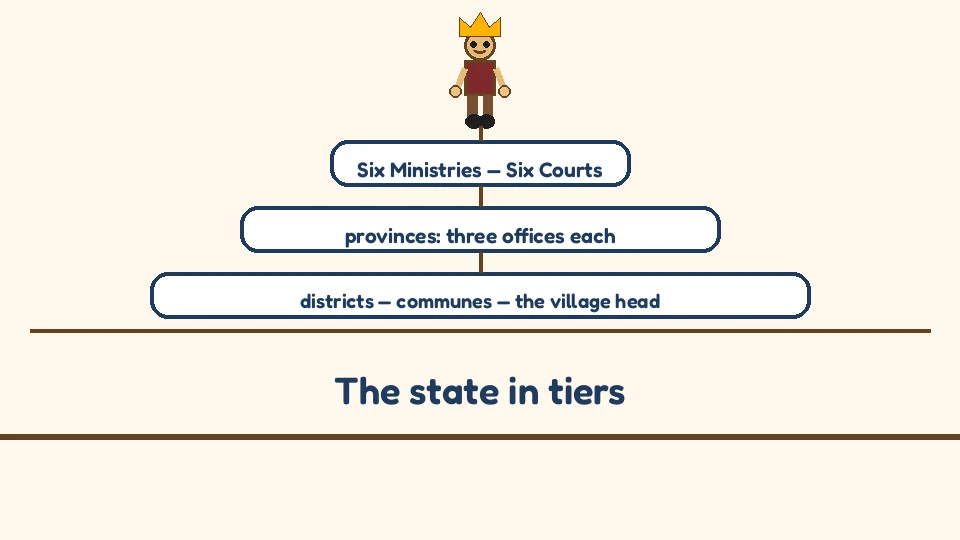 Six Ministries — Six Courts
provinces: three offices each
districts — communes — the village head
The state in tiers